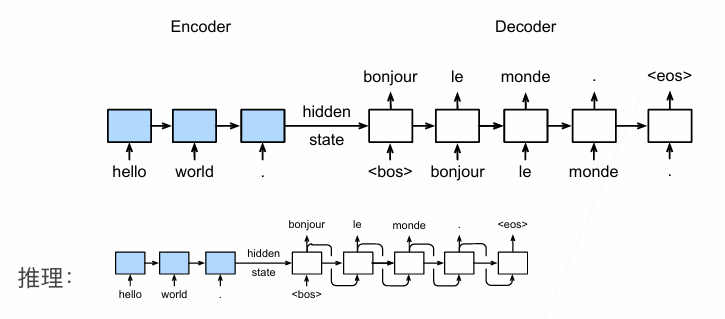 Encoder Decoder
bonjour le monde . <eos>
hidden
state
hello world . <bos> bonjour le monde .
bonjour le monde . <eos>
hidden
state
推理：
hello world . <bos>